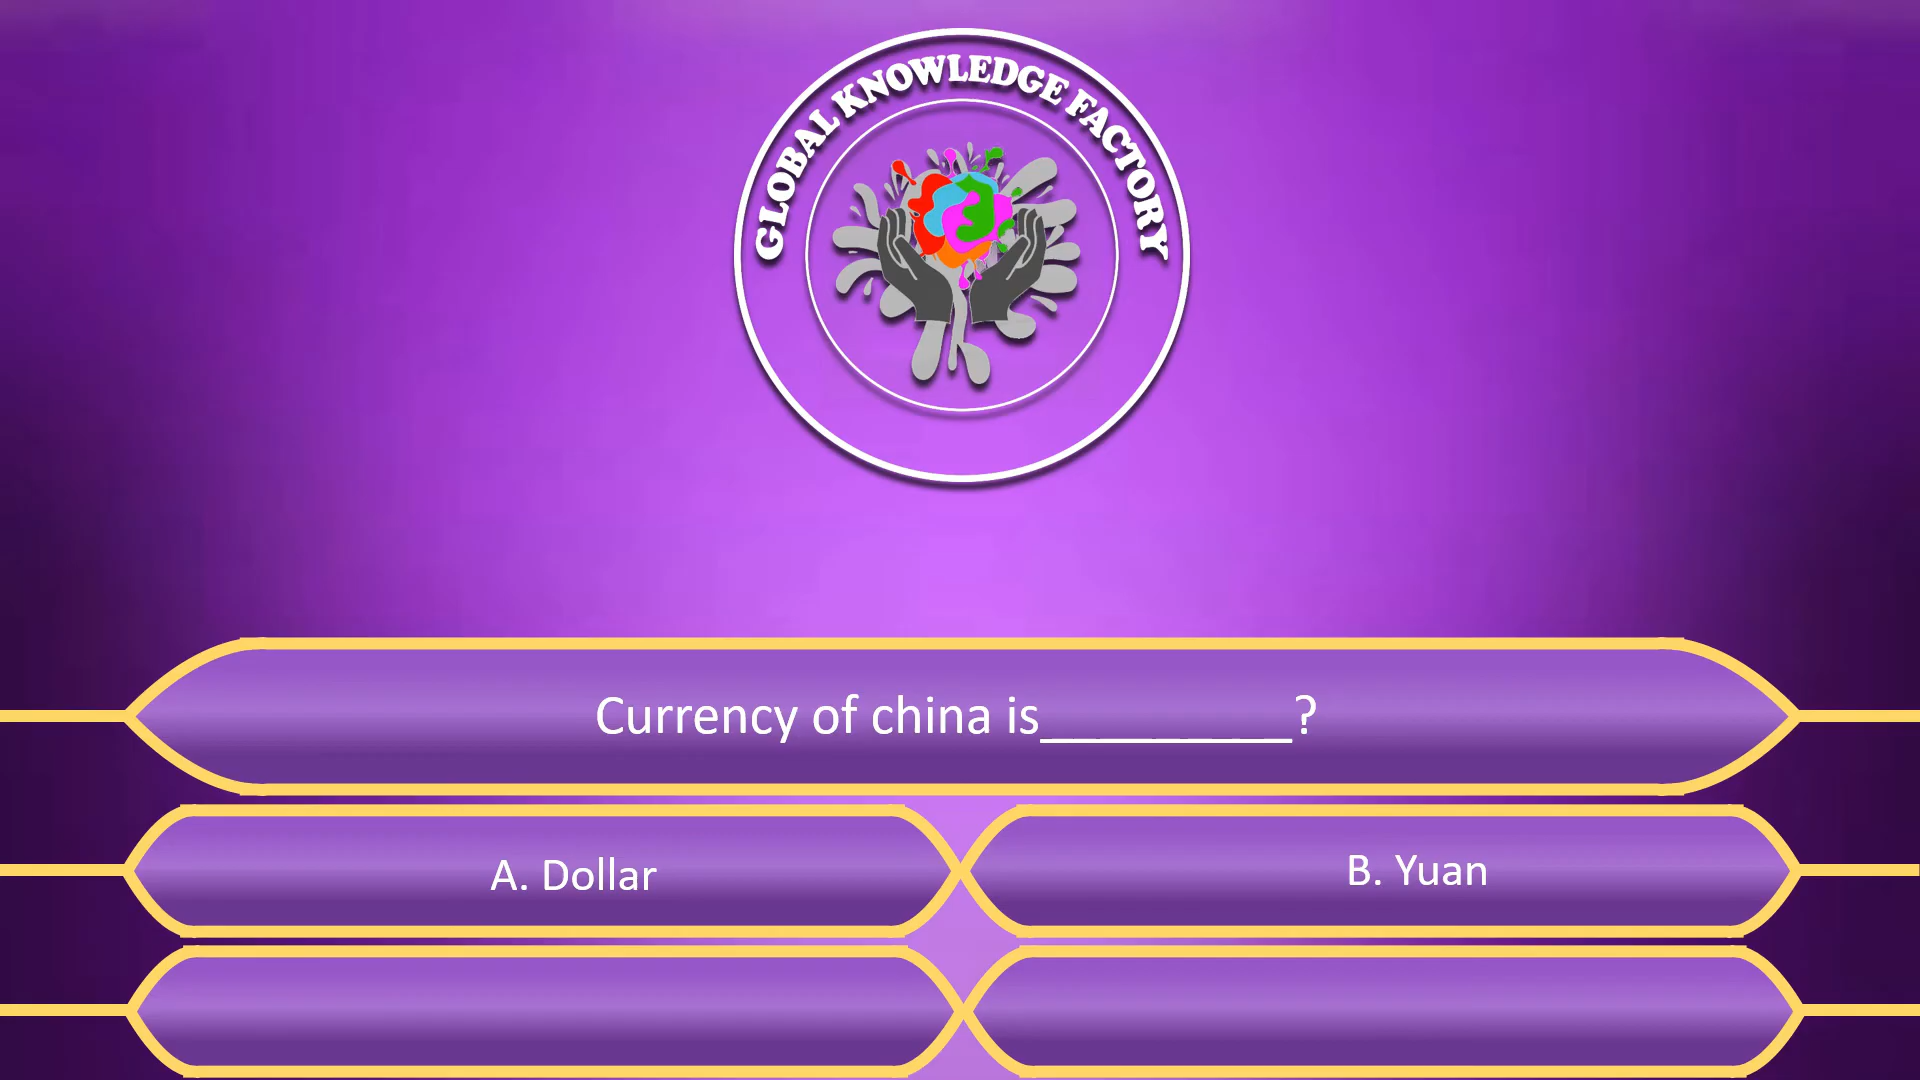 GLOBAL KNOWLEDGE FACTORY
Currency of china is_________?
A. Dollar
B. Yuan